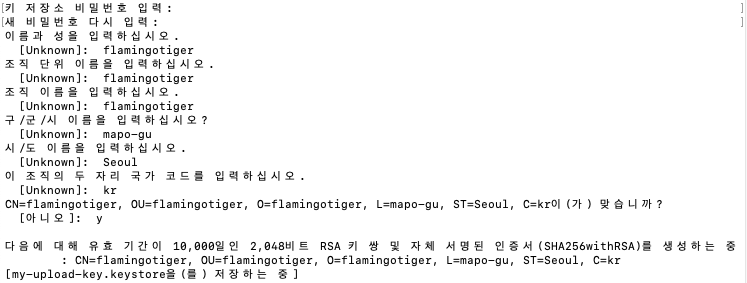 [키 저장소 비밀번호 입력: ]
[새 비밀번호 다시 입력: ]
이름과 성을 입력하십시오.
  [Unknown]:  flamingotiger
조직 단위 이름을 입력하십시오.
  [Unknown]:  flamingotiger
조직 이름을 입력하십시오.
  [Unknown]:  flamingotiger
구/군/시 이름을 입력하십시오?
  [Unknown]:  mapo-gu
시/도 이름을 입력하십시오.
  [Unknown]:  Seoul
이 조직의 두 자리 국가 코드를 입력하십시오.
  [Unknown]:  kr
CN=flamingotiger, OU=flamingotiger, O=flamingotiger, L=mapo-gu, ST=Seoul, C=kr이(가) 맞습니까?
  [아니오]:  y
다음에 대해 유효 기간이 10,000일인 2,048비트 RSA 키 쌍 및 자체 서명된 인증서(SHA256withRSA)를 생성하는 중
        : CN=flamingotiger, OU=flamingotiger, O=flamingotiger, L=mapo-gu, ST=Seoul, C=kr
[my-upload-key.keystore을(를) 저장하는 중]